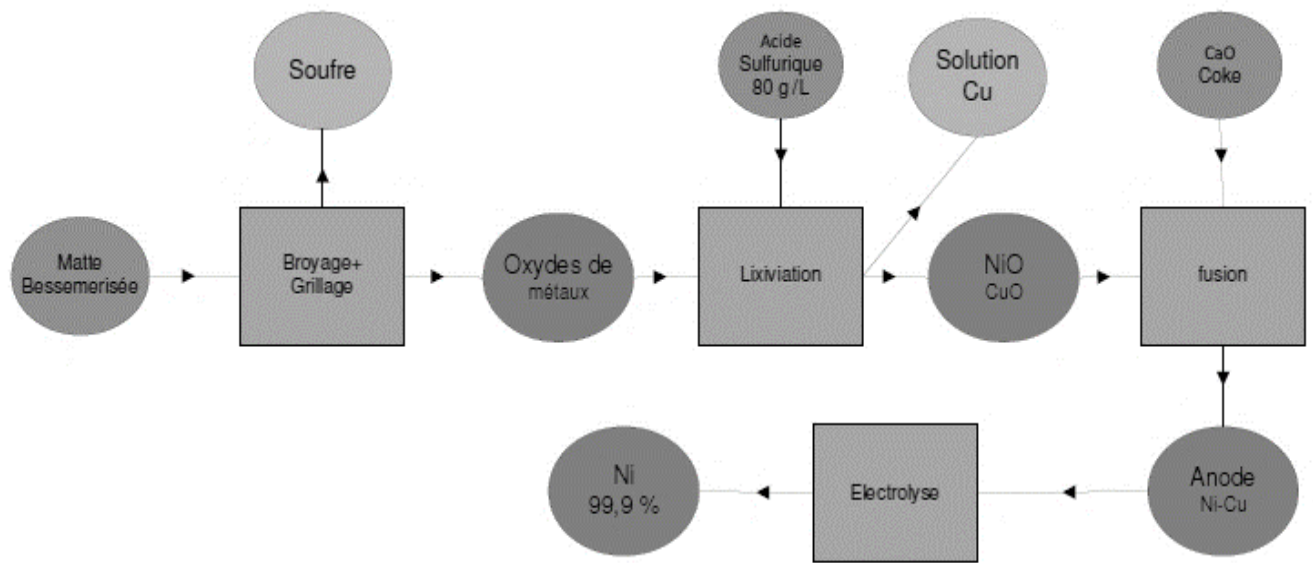 Soufre
Acide
Sulfurique
80 g/L
Solution
Cu
CaO
Coke
Matte
Bessemerisée
Broyage+
Grillage
Oxydes de
métaux
Lixiviation
NiO
CuO
fusion
Ni
99,9 %
Electrolyse
Anode
Ni-Cu